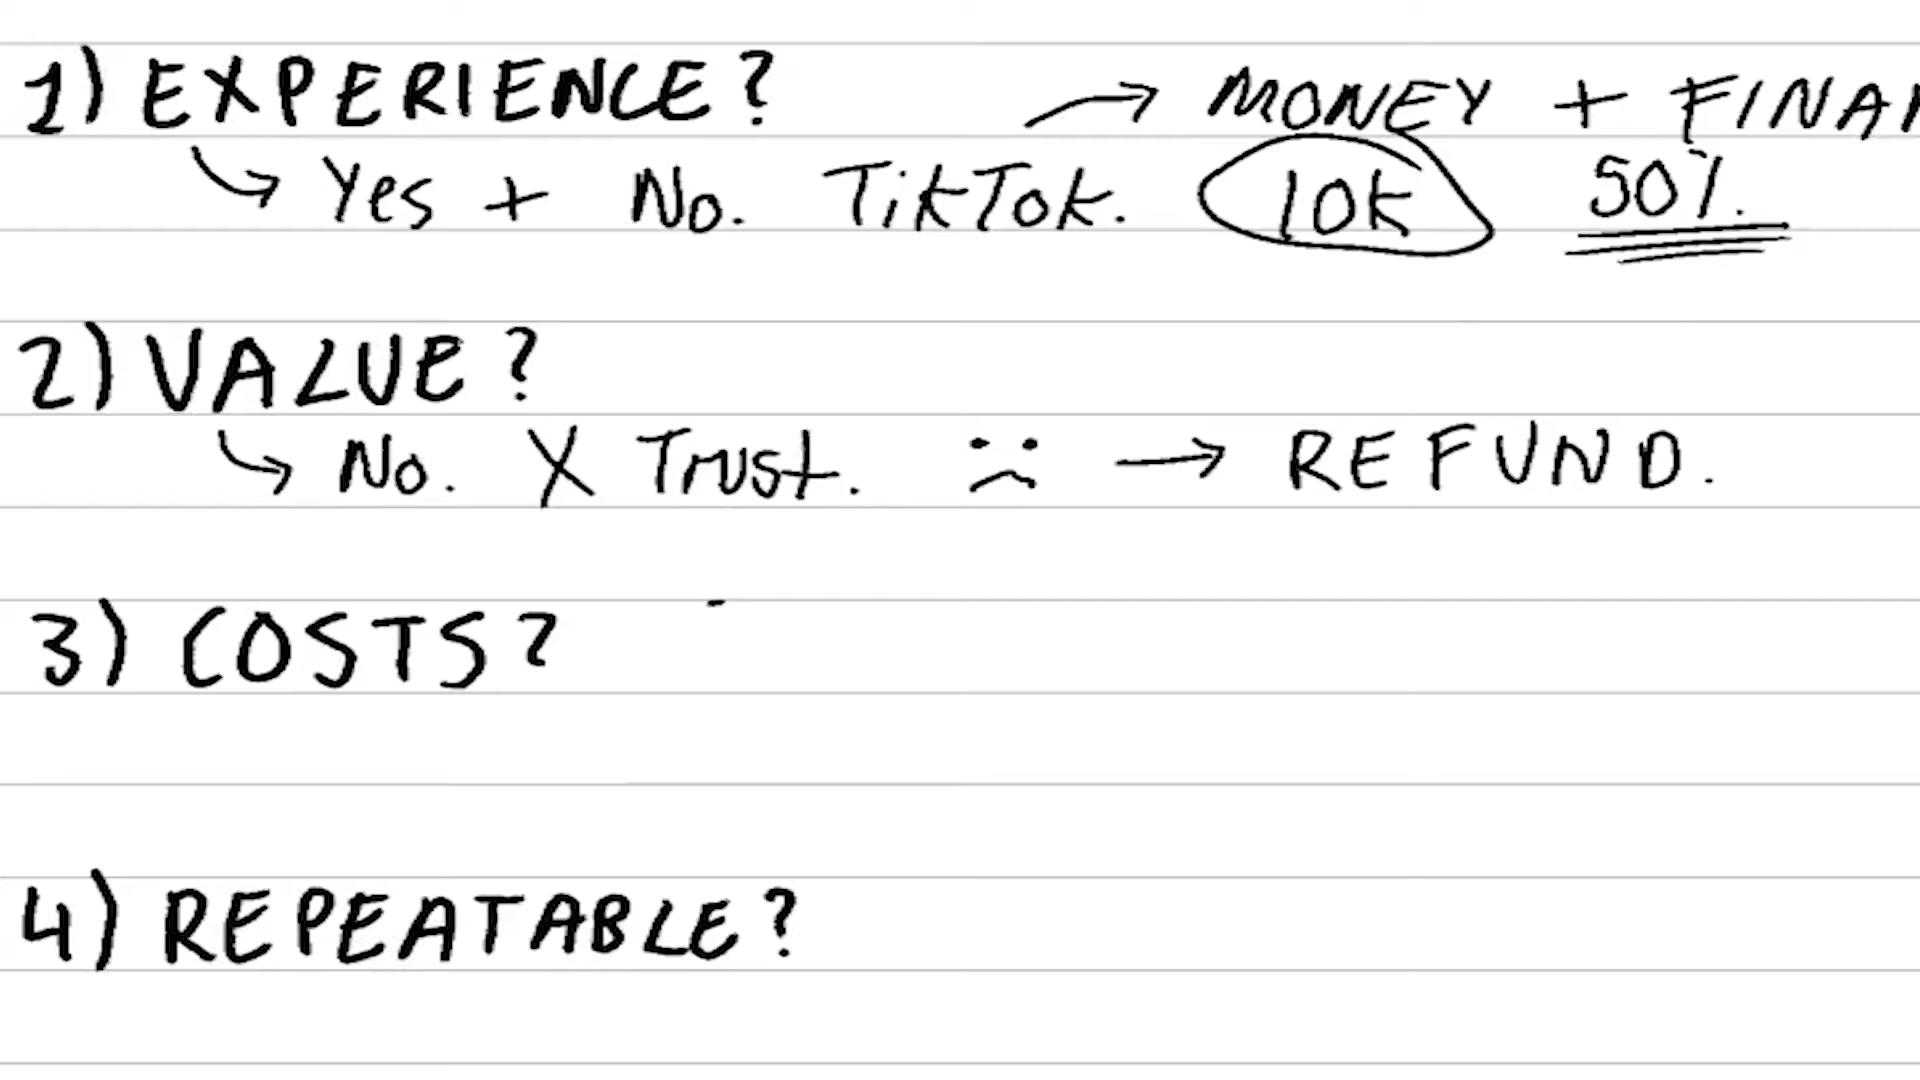 1) EXPERIENCE?
→ MONEY + FINAN
↳ Yes + No. TikTok. 10K 50%.
2) VALUE?
↳ No. X Trust. → REFUND.
3) COSTS?
4) REPEATABLE?